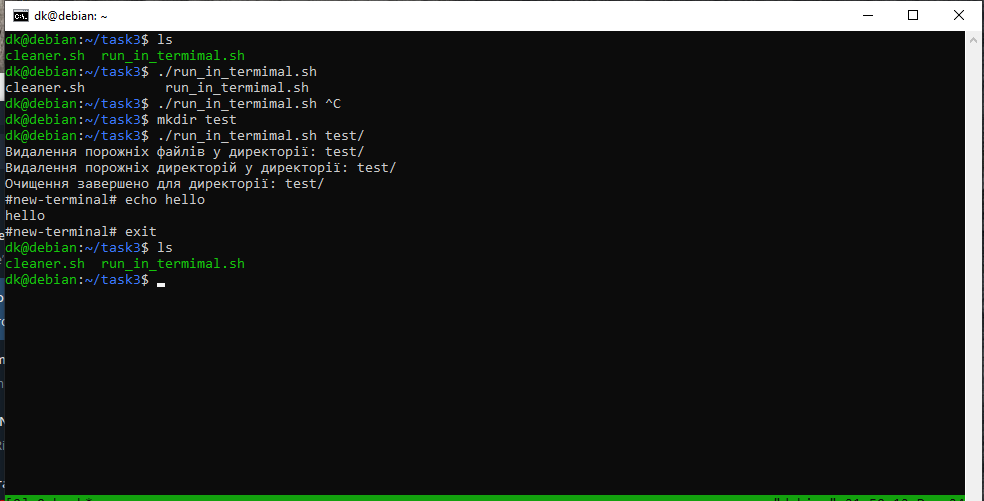 dk@debian: ~
dk@debian:~/task3$ ls
cleaner.sh  run_in_termimal.sh
dk@debian:~/task3$ ./run_in_termimal.sh
cleaner.sh          run_in_termimal.sh
dk@debian:~/task3$ ./run_in_termimal.sh ^C
dk@debian:~/task3$ mkdir test
dk@debian:~/task3$ ./run_in_termimal.sh test/
Видалення порожніх файлів у директорії: test/
Видалення порожніх директорій у директорії: test/
Очищення завершено для директорії: test/
#new-terminal# echo hello
hello
#new-terminal# exit
dk@debian:~/task3$ ls
cleaner.sh  run_in_termimal.sh
dk@debian:~/task3$